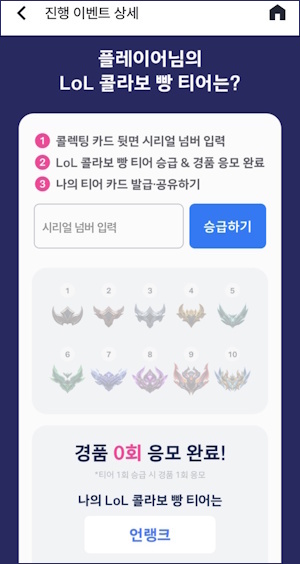 진행 이벤트 상세
플레이어님의
LoL 콜라보 빵 티어는?
1 콜렉팅 카드 뒷면 시리얼 넘버 입력
2 LoL 콜라보 빵 티어 승급 & 경품 응모 완료
3 나의 티어 카드 발급·공유하기
시리얼 넘버 입력
승급하기
1 2 3 4 5
6 7 8 9 10
경품 0회 응모 완료!
*티어 1회 승급 시 경품 1회 응모
나의 LoL 콜라보 빵 티어는
언랭크